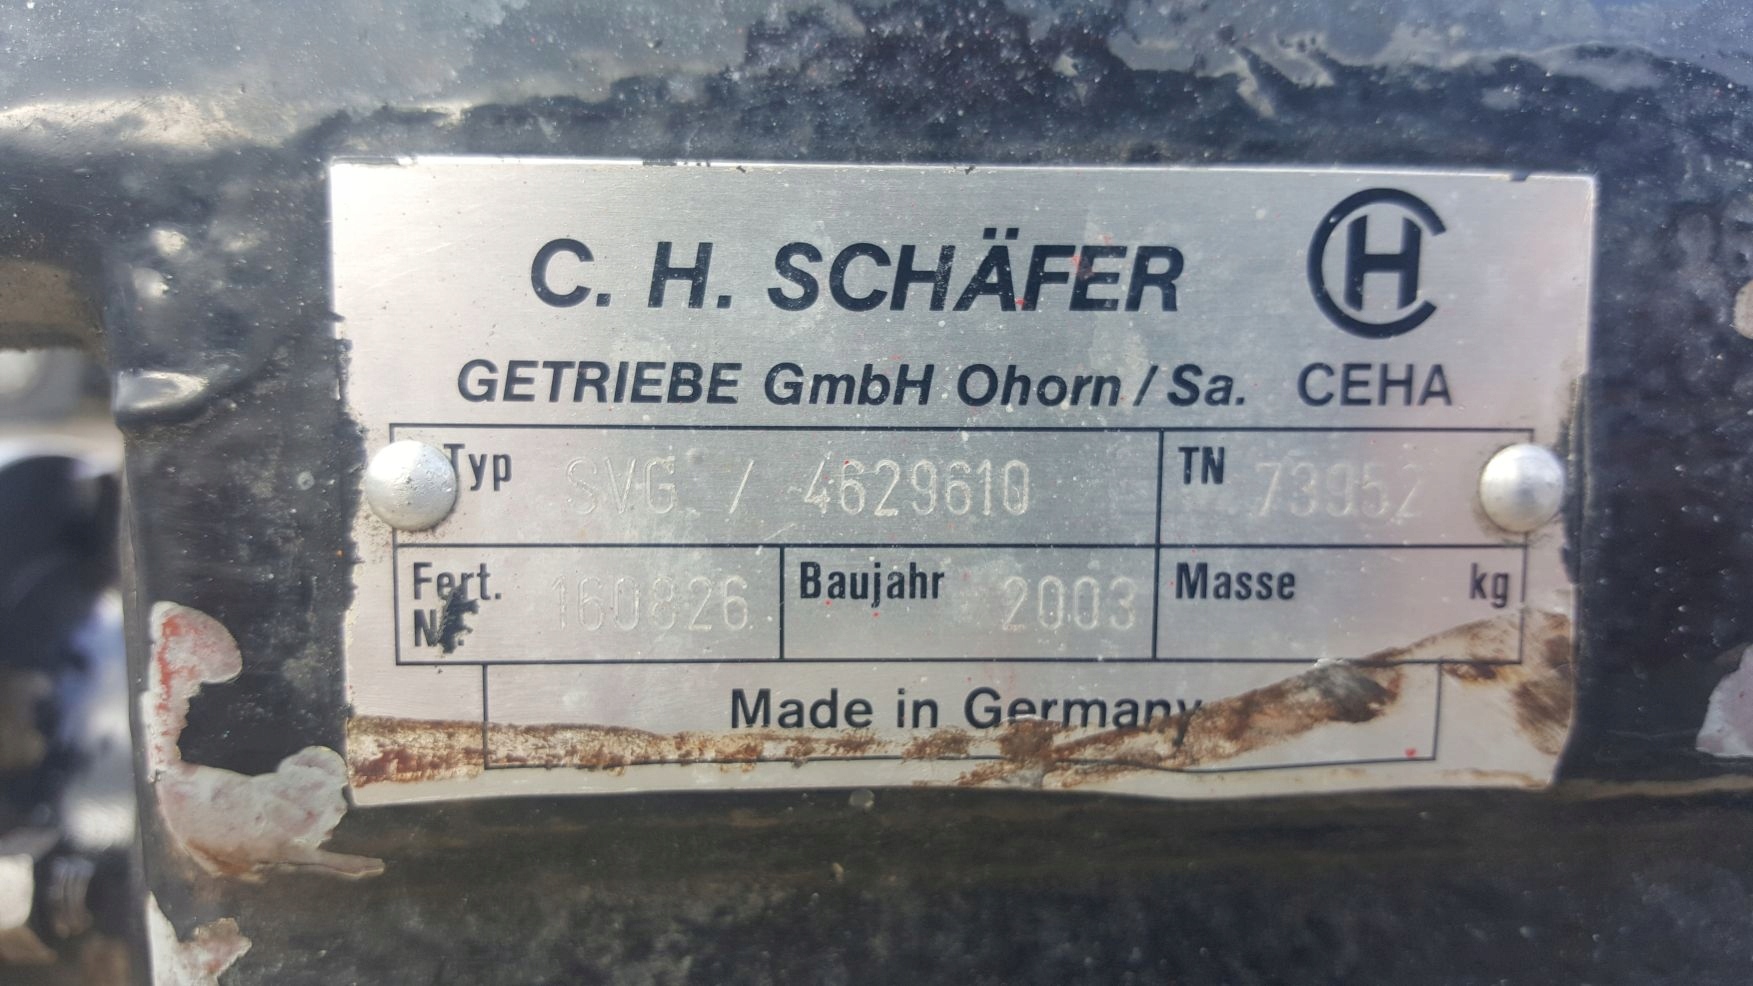 C. H. SCHÄFER
CH
GETRIEBE GmbH Ohorn / Sa. CEHA
Typ SVG / 4629610 TN 73952
Fert. Nr. 160826 Baujahr 2003 Masse kg
Made in Germany